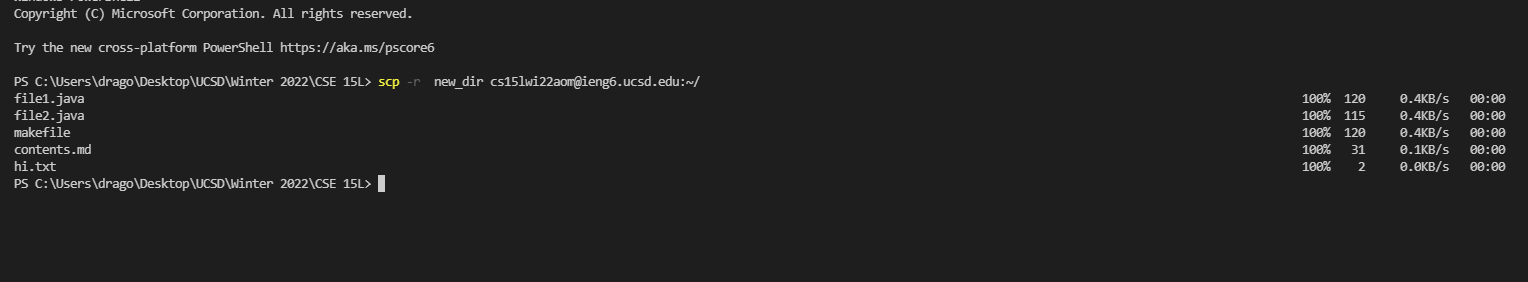 Copyright (C) Microsoft Corporation. All rights reserved.
Try the new cross-platform PowerShell https://aka.ms/pscore6
PS C:\Users\drago\Desktop\UCSD\Winter 2022\CSE 15L> scp -r  new_dir cs15lwi22aom@ieng6.ucsd.edu:~/
file1.java 100% 120 0.4KB/s 00:00
file2.java 100% 115 0.4KB/s 00:00
makefile 100% 120 0.4KB/s 00:00
contents.md 100% 31 0.1KB/s 00:00
hi.txt 100% 2 0.0KB/s 00:00
PS C:\Users\drago\Desktop\UCSD\Winter 2022\CSE 15L>